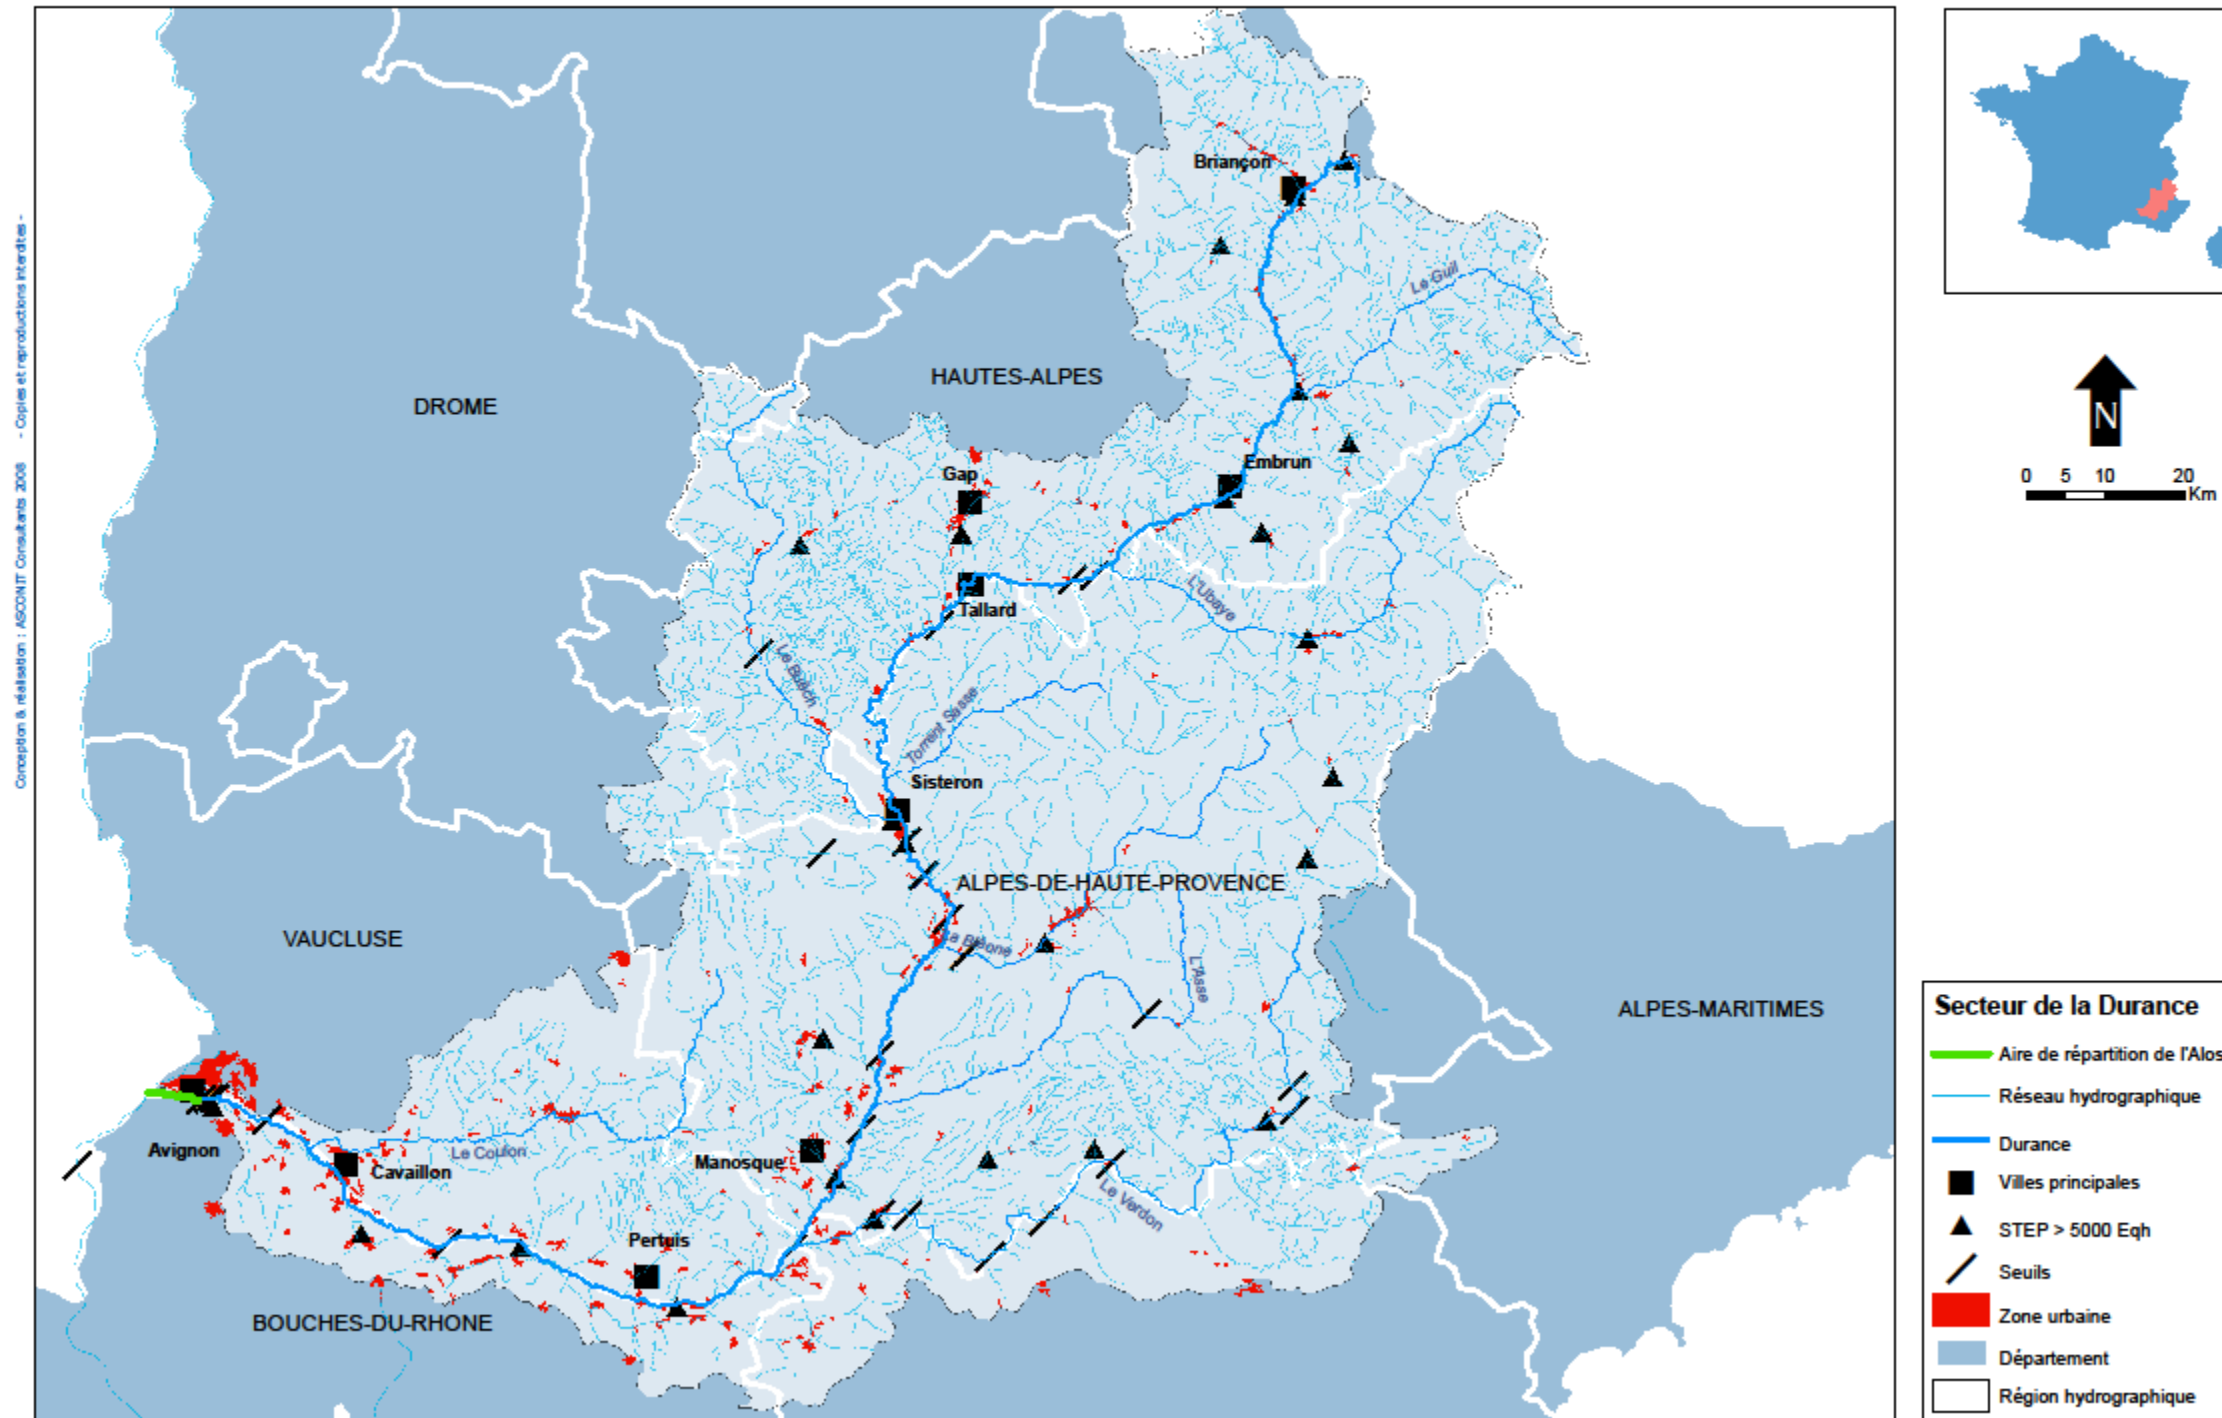 Conception & réalisation : ASCONIT Consultants 2008 - Copies et reproductions interdites -
Briançon
Le Guil
HAUTES-ALPES
DROME
N
0 5 10 20
Km
Gap
Embrun
L'Ubaye
Tallard
Le Buëch
Torrent Sasse
Sisteron
ALPES-DE-HAUTE-PROVENCE
VAUCLUSE
La Bléone
L'Asse
ALPES-MARITIMES
Avignon
Le Coulon
Cavaillon
Manosque
Le Verdon
Pertuis
BOUCHES-DU-RHONE
Secteur de la Durance
Aire de répartition de l'Alos
Réseau hydrographique
Durance
Villes principales
STEP > 5000 Eqh
Seuils
Zone urbaine
Département
Région hydrographique